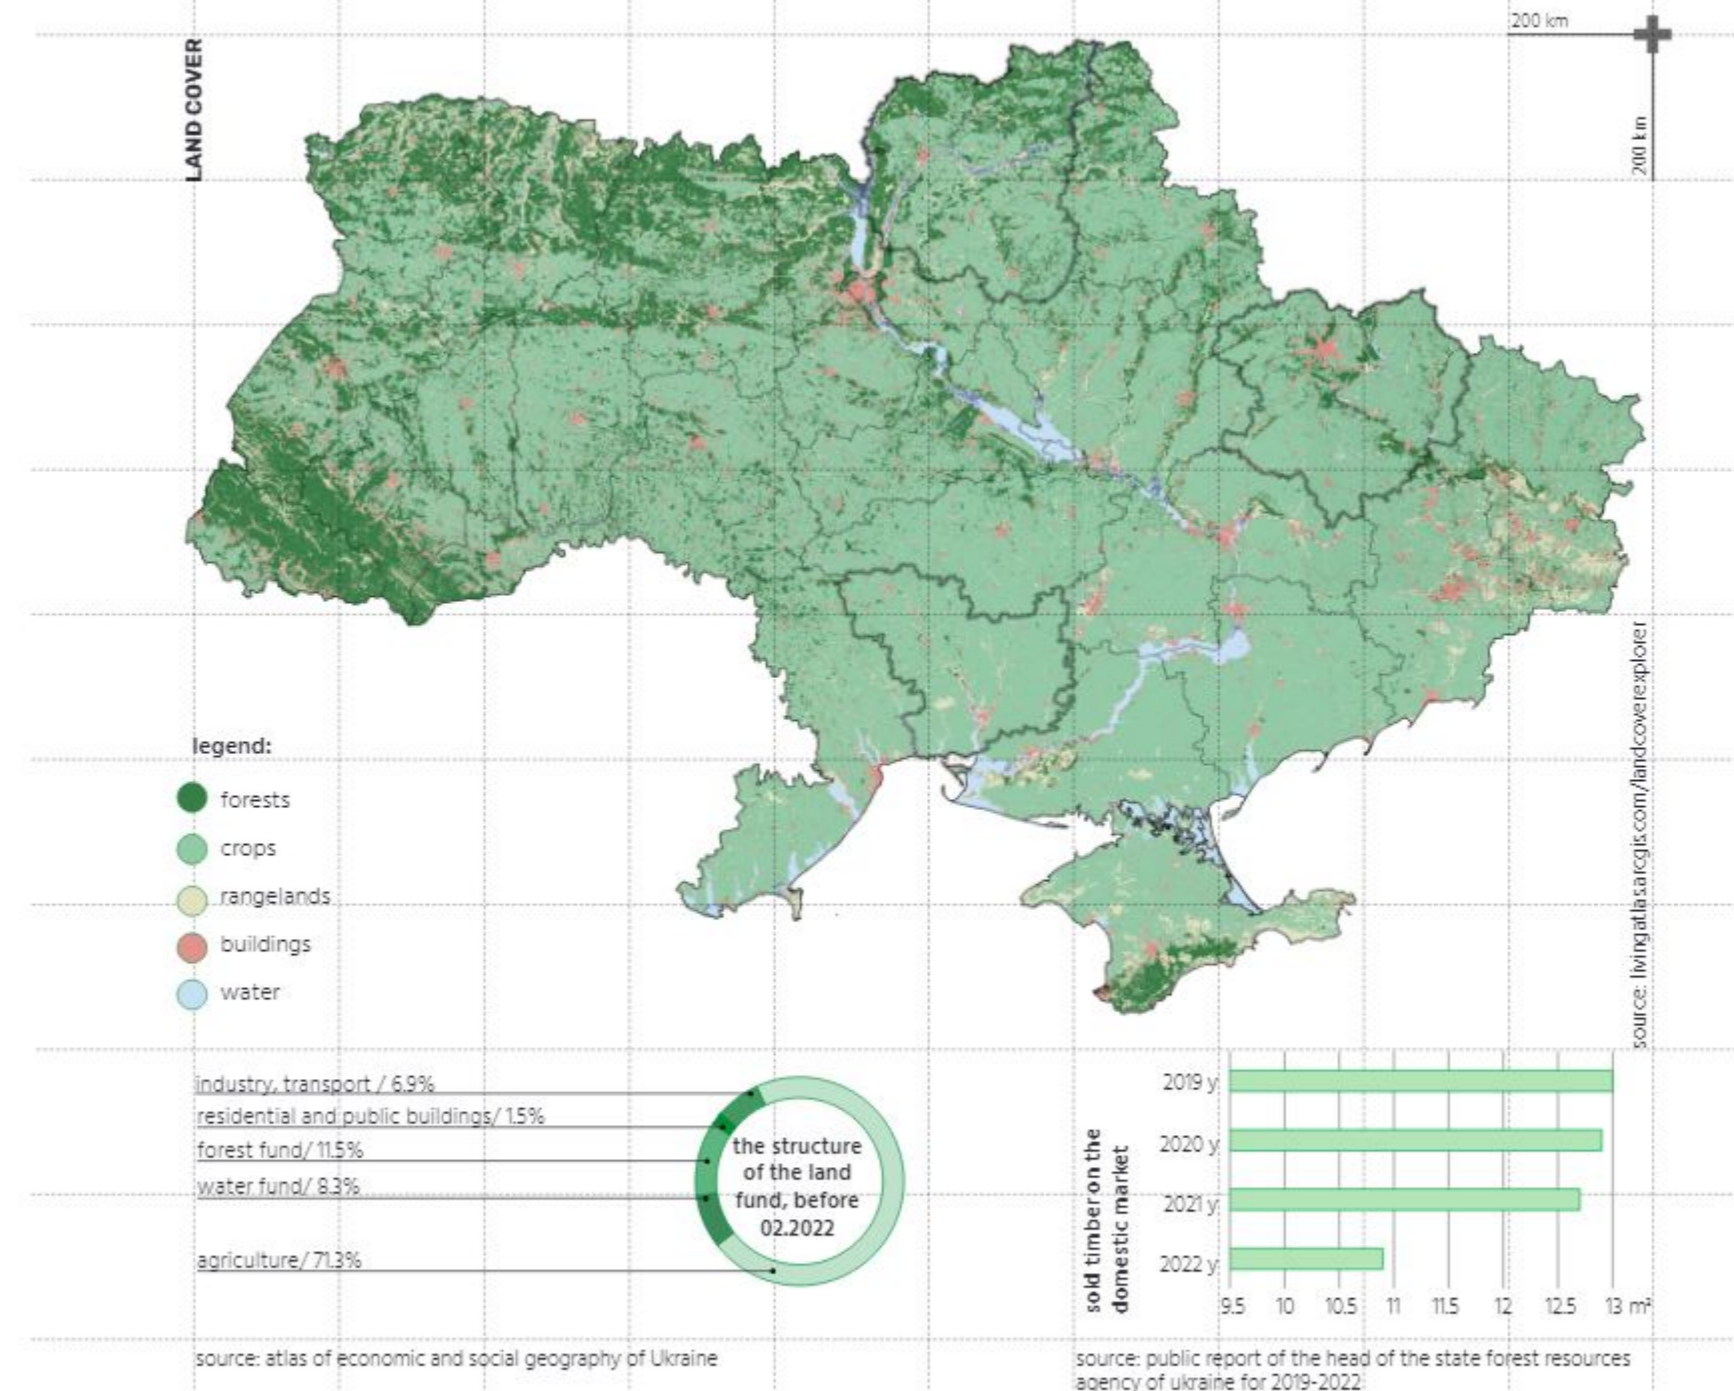 200 km
200 km
LAND COVER
source: livingatlas.arcgis.com/landcoverexplorer
legend:
forests
crops
rangelands
buildings
water
industry, transport / 6.9%
residential and public buildings/ 1.5%
forest fund/ 11.5%
water fund/ 8.3%
agriculture/ 71.3%
the structure
of the land
fund, before
02.2022
source: atlas of economic and social geography of Ukraine
sold timber on the
domestic market
2019 y
2020 y
2021 y
2022 y
9.5 10 10.5 11 11.5 12 12.5 13 m²
source: public report of the head of the state forest resources
agency of ukraine for 2019-2022